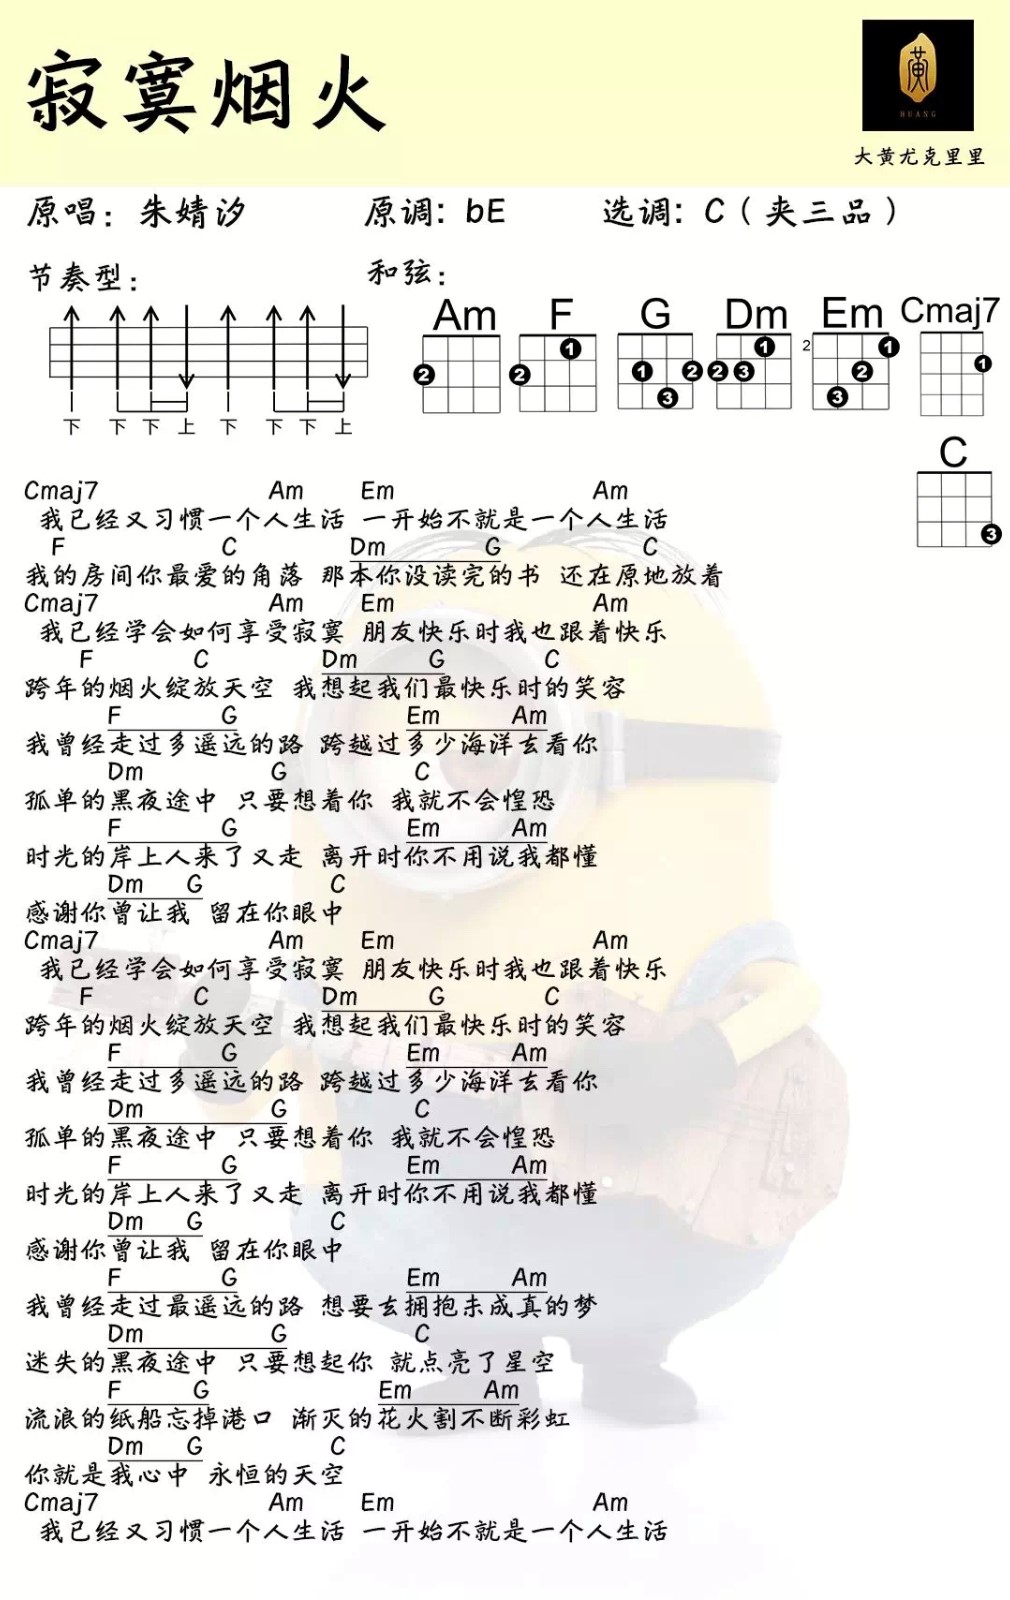 寂寞烟火
HUANG
大黄尤克里里
原唱：朱婧汐 原调：bE 选调：C（夹三品）
节奏型： 和弦：
Am F G Dm Em Cmaj7
2 1 2 1 2 3 1 2 3 2 1 2 3 1
下 下 下 上 下 下 下 上
C
3
Cmaj7 Am Em Am
我已经又习惯一个人生活 一开始不就是一个人生活
F C Dm G C
我的房间你最爱的角落 那本你没读完的书 还在原地放着
Cmaj7 Am Em Am
我已经学会如何享受寂寞 朋友快乐时我也跟着快乐
F C Dm G C
跨年的烟火绽放天空 我想起我们最快乐时的笑容
F G Em Am
我曾经走过多遥远的路 跨越过多少海洋去看你
Dm G C
孤单的黑夜途中 只要想着你 我就不会惶恐
F G Em Am
时光的岸上人来了又走 离开时你不用说我都懂
Dm G C
感谢你曾让我 留在你眼中
Cmaj7 Am Em Am
我已经学会如何享受寂寞 朋友快乐时我也跟着快乐
F C Dm G C
跨年的烟火绽放天空 我想起我们最快乐时的笑容
F G Em Am
我曾经走过多遥远的路 跨越过多少海洋去看你
Dm G C
孤单的黑夜途中 只要想着你 我就不会惶恐
F G Em Am
时光的岸上人来了又走 离开时你不用说我都懂
Dm G C
感谢你曾让我 留在你眼中
F G Em Am
我曾经走过最遥远的路 想要去拥抱未成真的梦
Dm G C
迷失的黑夜途中 只要想起你 就点亮了星空
F G Em Am
流浪的纸船忘掉港口 渐灭的花火割不断彩虹
Dm G C
你就是我心中 永恒的天空
Cmaj7 Am Em Am
我已经又习惯一个人生活 一开始不就是一个人生活